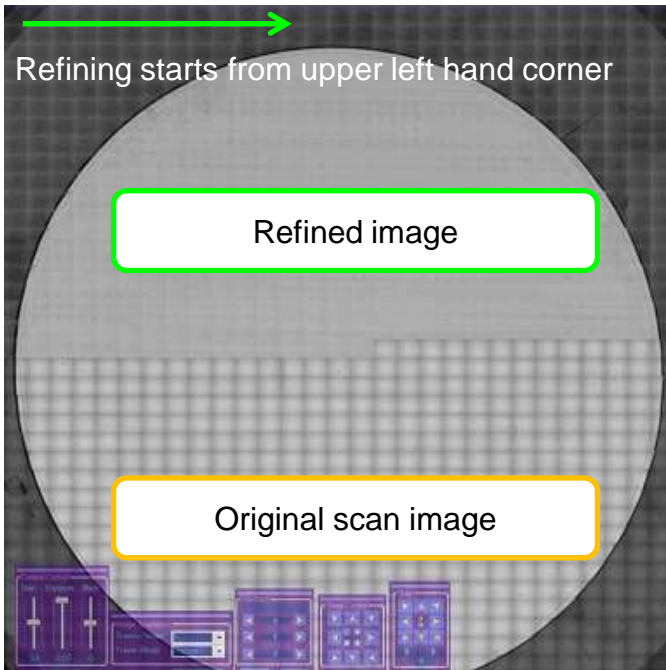 Refining starts from upper left hand corner
Refined image
Original scan image